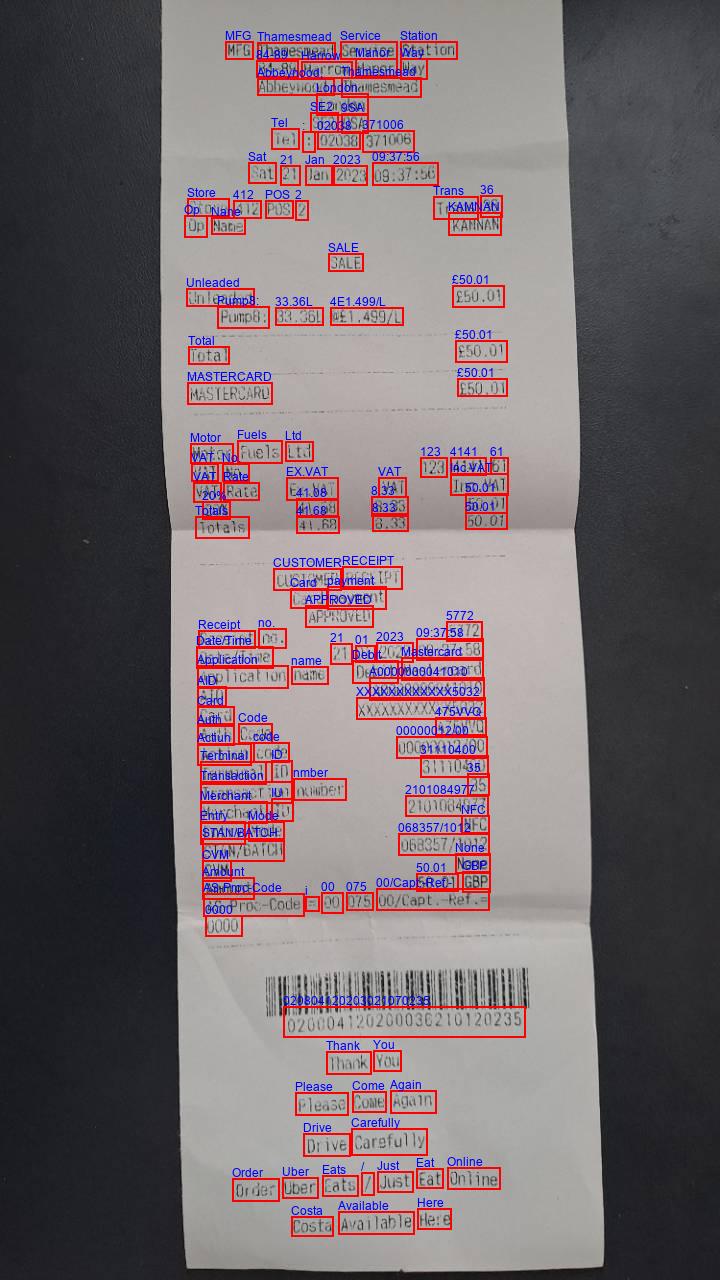 MFG Thamesmead Service Station
84-89 Harrow Manor Way
Abbeyhood Thamesmead
London
SE2 9SA
Tel : 02038 371006
Sat 21 Jan 2023 09:37:56
Store 412 POS 2 Trans 36
Op Name KANNAN
SALE
Unleaded £50.01
Pump8: 33.36L @£1.499/L
Total £50.01
MASTERCARD £50.01
Motor Fuels Ltd
VAT No 123 4141 61
VAT Rate EX.VAT VAT Inc.VAT
20% 41.68 8.33 50.01
Totals 41.68 8.33 50.01
CUSTOMER RECEIPT
Card payment
APPROVED
Receipt no. 5772
Date/Time 21 01 2023 09:37:58
Application name Debit Mastercard
AID A0000000041010
Card XXXXXXXXXXXX5032
Auth Code 475VVQ
Action code 00000012/00
Terminal ID 31110400
Transaction number 35
Merchant ID 2101084977
Entry Mode NFC
STAN/BATCH 068357/1012
CVM None
Amount 50.01 GBP
AS-Proc-Code = 00 075 00/Capt.-Ref.=
0000
020004120200036210120235
Thank You
Please Come Again
Drive Carefully
Order Uber Eats / Just Eat Online
Costa Available Here